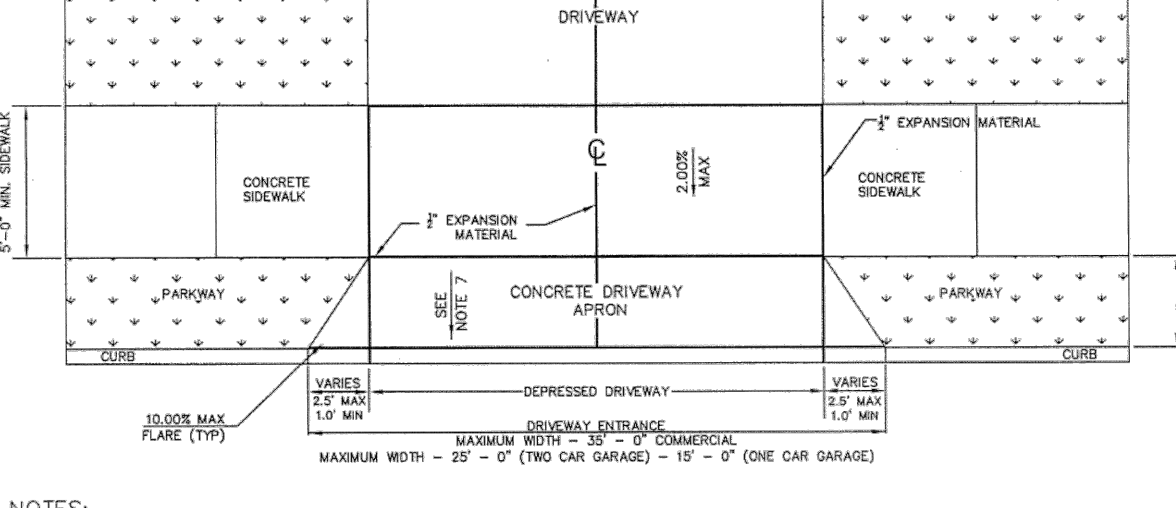 DRIVEWAY
5'-0" MIN. SIDEWALK
½" EXPANSION MATERIAL
℄
2.00%
MAX
CONCRETE
SIDEWALK
CONCRETE
SIDEWALK
½" EXPANSION
MATERIAL
PARKWAY
SEE
NOTE 7
CONCRETE DRIVEWAY
APRON
PARKWAY
CURB
CURB
VARIES
2.5' MAX
1.0' MIN
DEPRESSED DRIVEWAY
VARIES
2.5' MAX
1.0' MIN
10.00% MAX
FLARE (TYP)
DRIVEWAY ENTRANCE
MAXIMUM WIDTH - 35' - 0" COMMERCIAL
MAXIMUM WIDTH - 25' - 0" (TWO CAR GARAGE) - 15' - 0" (ONE CAR GARAGE)
NOTES: